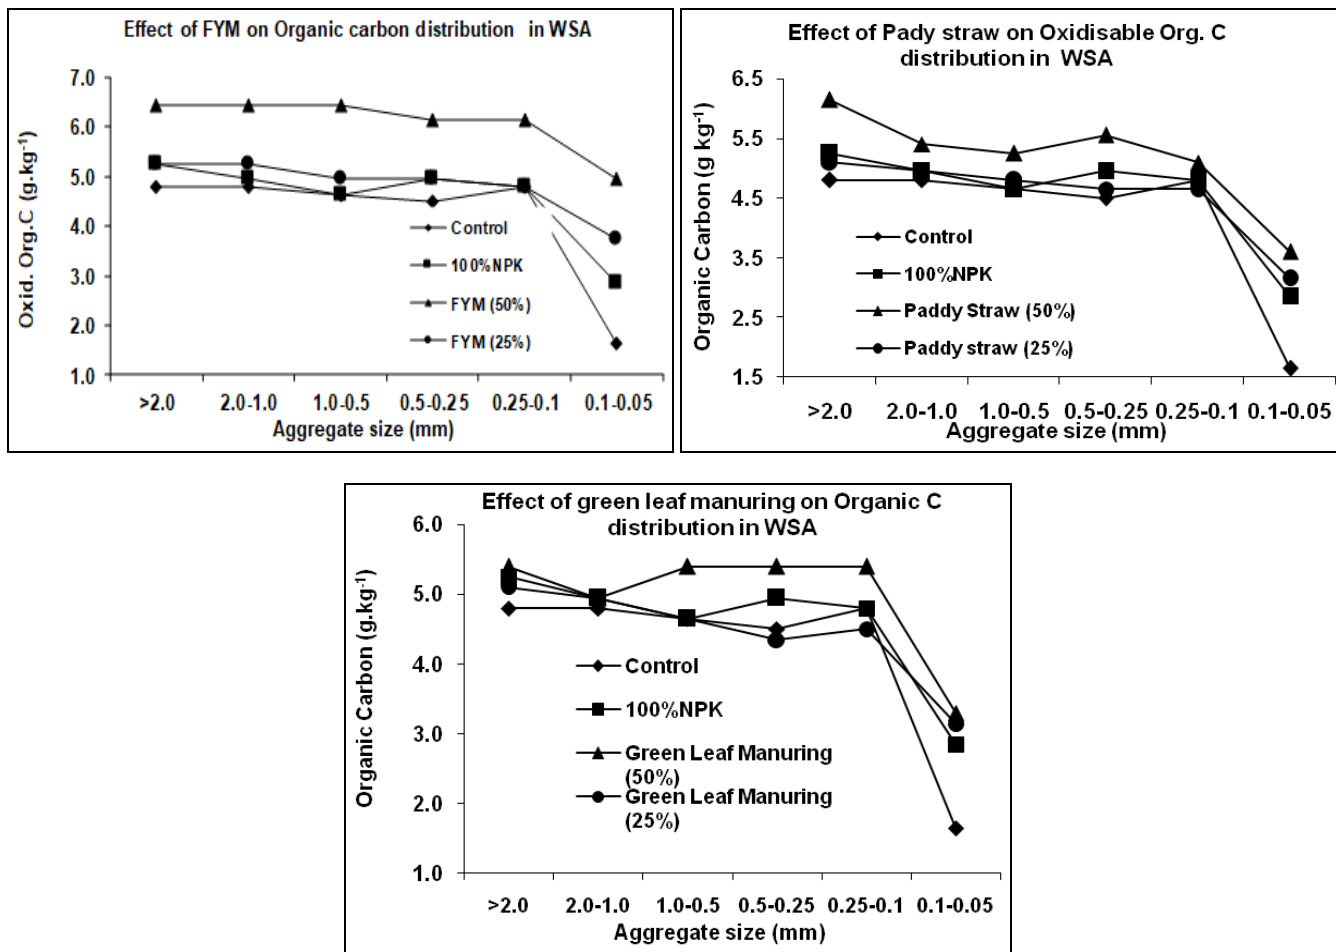 Effect of FYM on Organic carbon distribution in WSA
Oxid. Org.C (g.kg-1)
7.0
6.0
5.0
4.0
3.0
2.0
1.0
Control
100%NPK
FYM (50%)
FYM (25%)
>2.0 2.0-1.0 1.0-0.5 0.5-0.25 0.25-0.1 0.1-0.05
Aggregate size (mm)
Effect of Pady straw on Oxidisable Org. C
distribution in WSA
Organic Carbon (g kg-1)
6.5
5.5
4.5
3.5
2.5
1.5
Control
100%NPK
Paddy Straw (50%)
Paddy straw (25%)
>2.0 2.0-1.0 1.0-0.5 0.5-0.25 0.25-0.1 0.1-0.05
Aggregate size (mm)
Effect of green leaf manuring on Organic C
distribution in WSA
Organic Carbon (g.kg-1)
6.0
5.0
4.0
3.0
2.0
1.0
Control
100%NPK
Green Leaf Manuring
(50%)
Green Leaf Manuring
(25%)
>2.0 2.0-1.0 1.0-0.5 0.5-0.25 0.25-0.1 0.1-0.05
Aggregate size (mm)